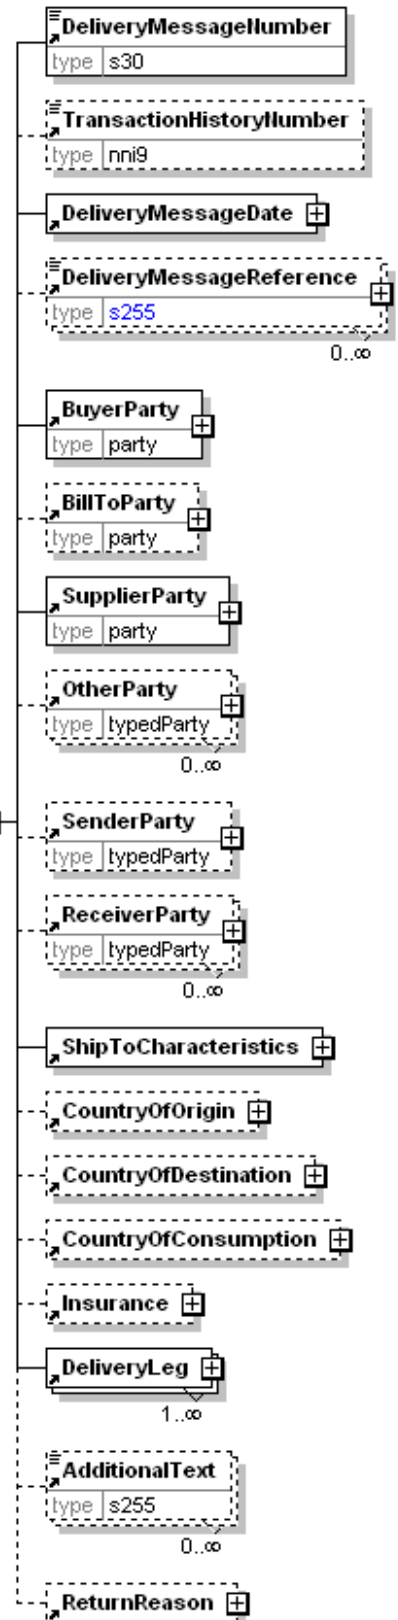 DeliveryMessageNumber
type s30
TransactionHistoryNumber
type nni9
DeliveryMessageDate
DeliveryMessageReference
type s255
0..∞
BuyerParty
type party
BillToParty
type party
SupplierParty
type party
OtherParty
type typedParty
0..∞
SenderParty
type typedParty
ReceiverParty
type typedParty
0..∞
ShipToCharacteristics
CountryOfOrigin
CountryOfDestination
CountryOfConsumption
Insurance
DeliveryLeg
1..∞
AdditionalText
type s255
0..∞
ReturnReason